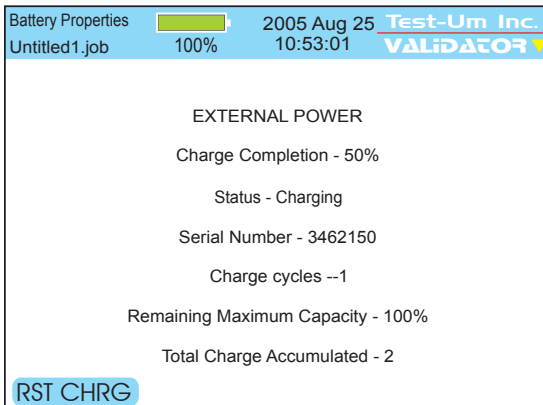 Battery Properties
Untitled1.job
100%
2005 Aug 25
10:53:01
Test-Um Inc.
VALiDATOR
EXTERNAL POWER
Charge Completion - 50%
Status - Charging
Serial Number - 3462150
Charge cycles --1
Remaining Maximum Capacity - 100%
Total Charge Accumulated - 2
RST CHRG